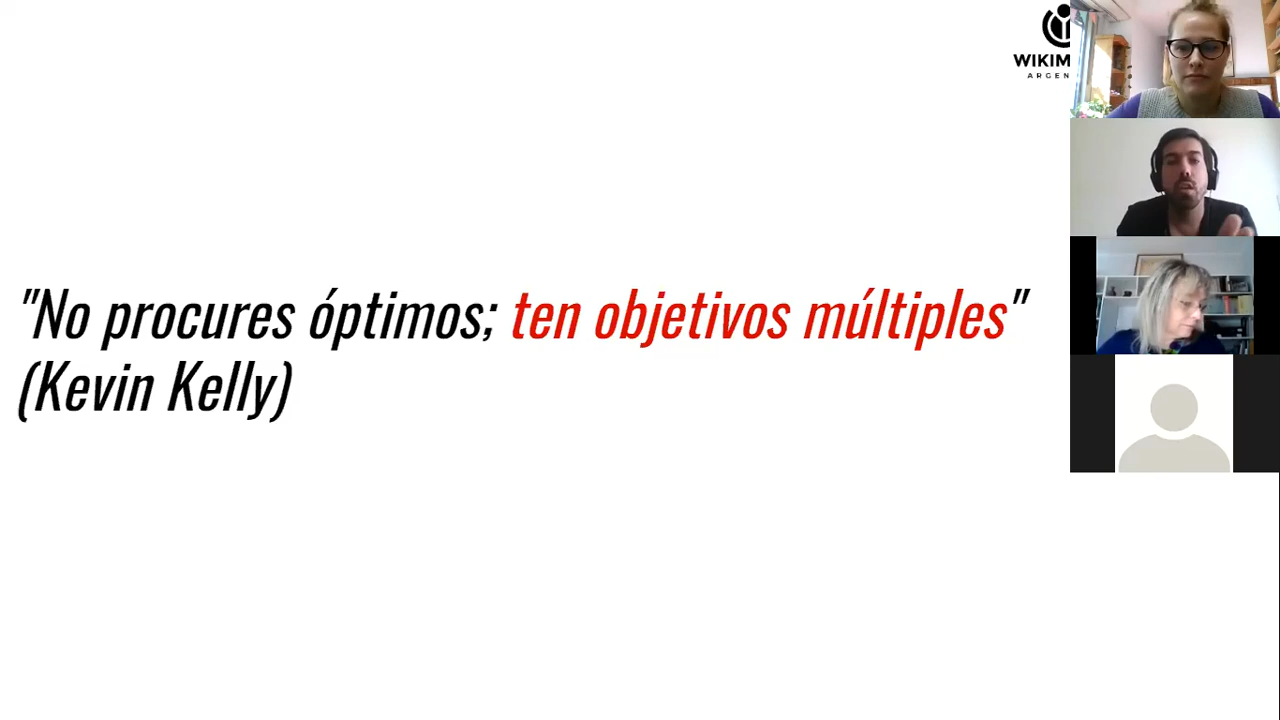 WIKIM
ARGEN
"No procures óptimos; ten objetivos múltiples"
(Kevin Kelly)